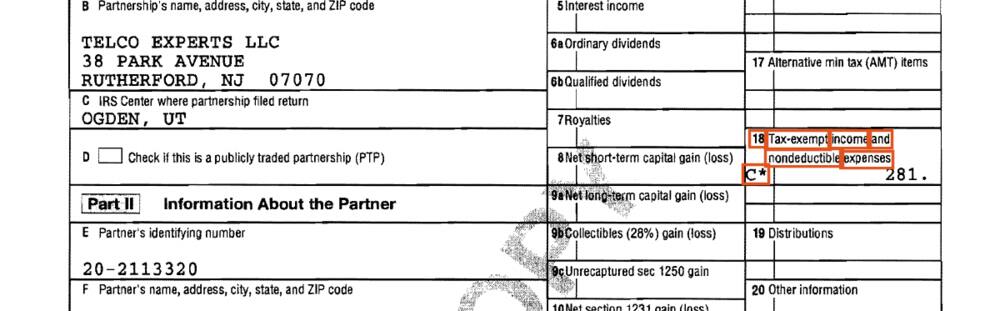 B Partnership's name, address, city, state, and ZIP code
TELCO EXPERTS LLC
38 PARK AVENUE
RUTHERFORD, NJ 07070
C IRS Center where partnership filed return
OGDEN, UT
D Check if this is a publicly traded partnership (PTP)
Part II Information About the Partner
E Partner's identifying number
20-2113320
F Partner's name, address, city, state, and ZIP code
5 Interest income
6a Ordinary dividends
6b Qualified dividends
7 Royalties
8 Net short-term capital gain (loss)
9a Net long-term capital gain (loss)
9b Collectibles (28%) gain (loss)
9c Unrecaptured sec 1250 gain
10 Net section 1231 gain (loss)
17 Alternative min tax (AMT) items
18 Tax-exempt income and
nondeductible expenses
C* 281.
19 Distributions
20 Other information